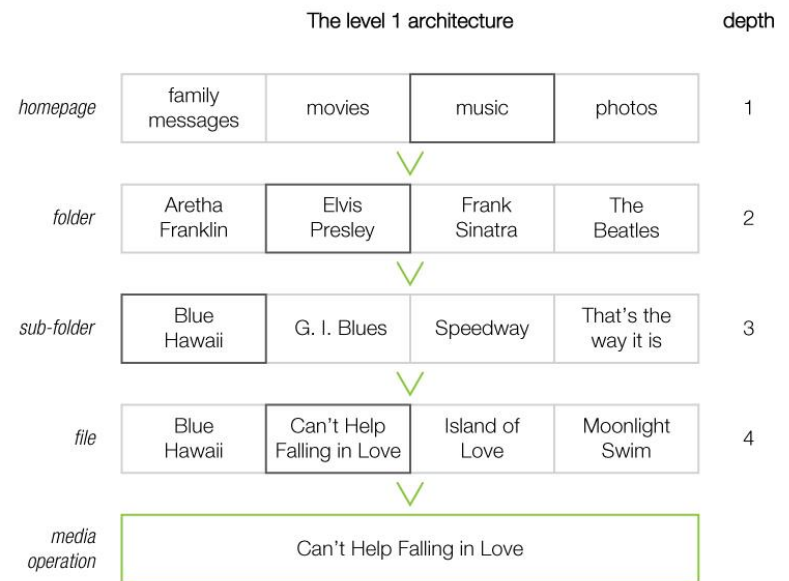 The level 1 architecture depth
homepage family messages movies music photos 1
folder Aretha Franklin Elvis Presley Frank Sinatra The Beatles 2
sub-folder Blue Hawaii G. I. Blues Speedway That's the way it is 3
file Blue Hawaii Can't Help Falling in Love Island of Love Moonlight Swim 4
media operation Can't Help Falling in Love